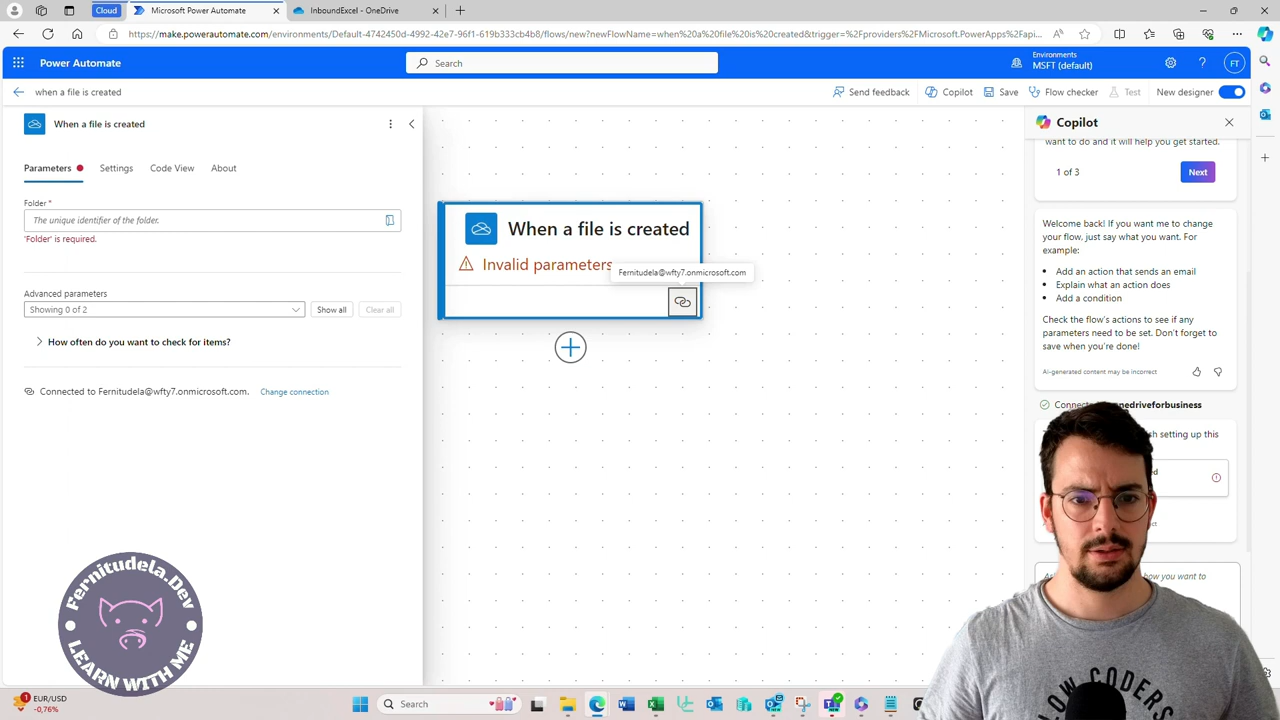 Cloud
Microsoft Power Automate
InboundExcel - OneDrive
https://make.powerautomate.com/environments/Default-4742450d-4992-42e7-96f1-619b333cb4b8/flows/new?newFlowName=when%20a%20file%20is%20created&trigger=%2Fproviders%2FMicrosoft.PowerApps%2Fapi...
Power Automate
Search
Environments
MSFT (default)
FT
when a file is created
Send feedback
Copilot
Save
Flow checker
Test
New designer
When a file is created
Parameters
Settings
Code View
About
Folder *
The unique identifier of the folder.
'Folder' is required.
Advanced parameters
Showing 0 of 2
Show all
Clear all
How often do you want to check for items?
Connected to Fernitudela@wfty7.onmicrosoft.com.
Change connection
When a file is created
Invalid parameters
Fernitudela@wfty7.onmicrosoft.com
Copilot
want to do and it will help you get started.
1 of 3
Next
Welcome back! If you want me to change
your flow, just say what you want. For
example:
Add an action that sends an email
Explain what an action does
Add a condition
Check the flow's actions to see if any
parameters need to be set. Don't forget to
save when you're done!
AI-generated content may be incorrect
Fernitudela.Dev
LEARN WITH ME
EUR/USD
-0,76%
1
Search
LOW CODERS